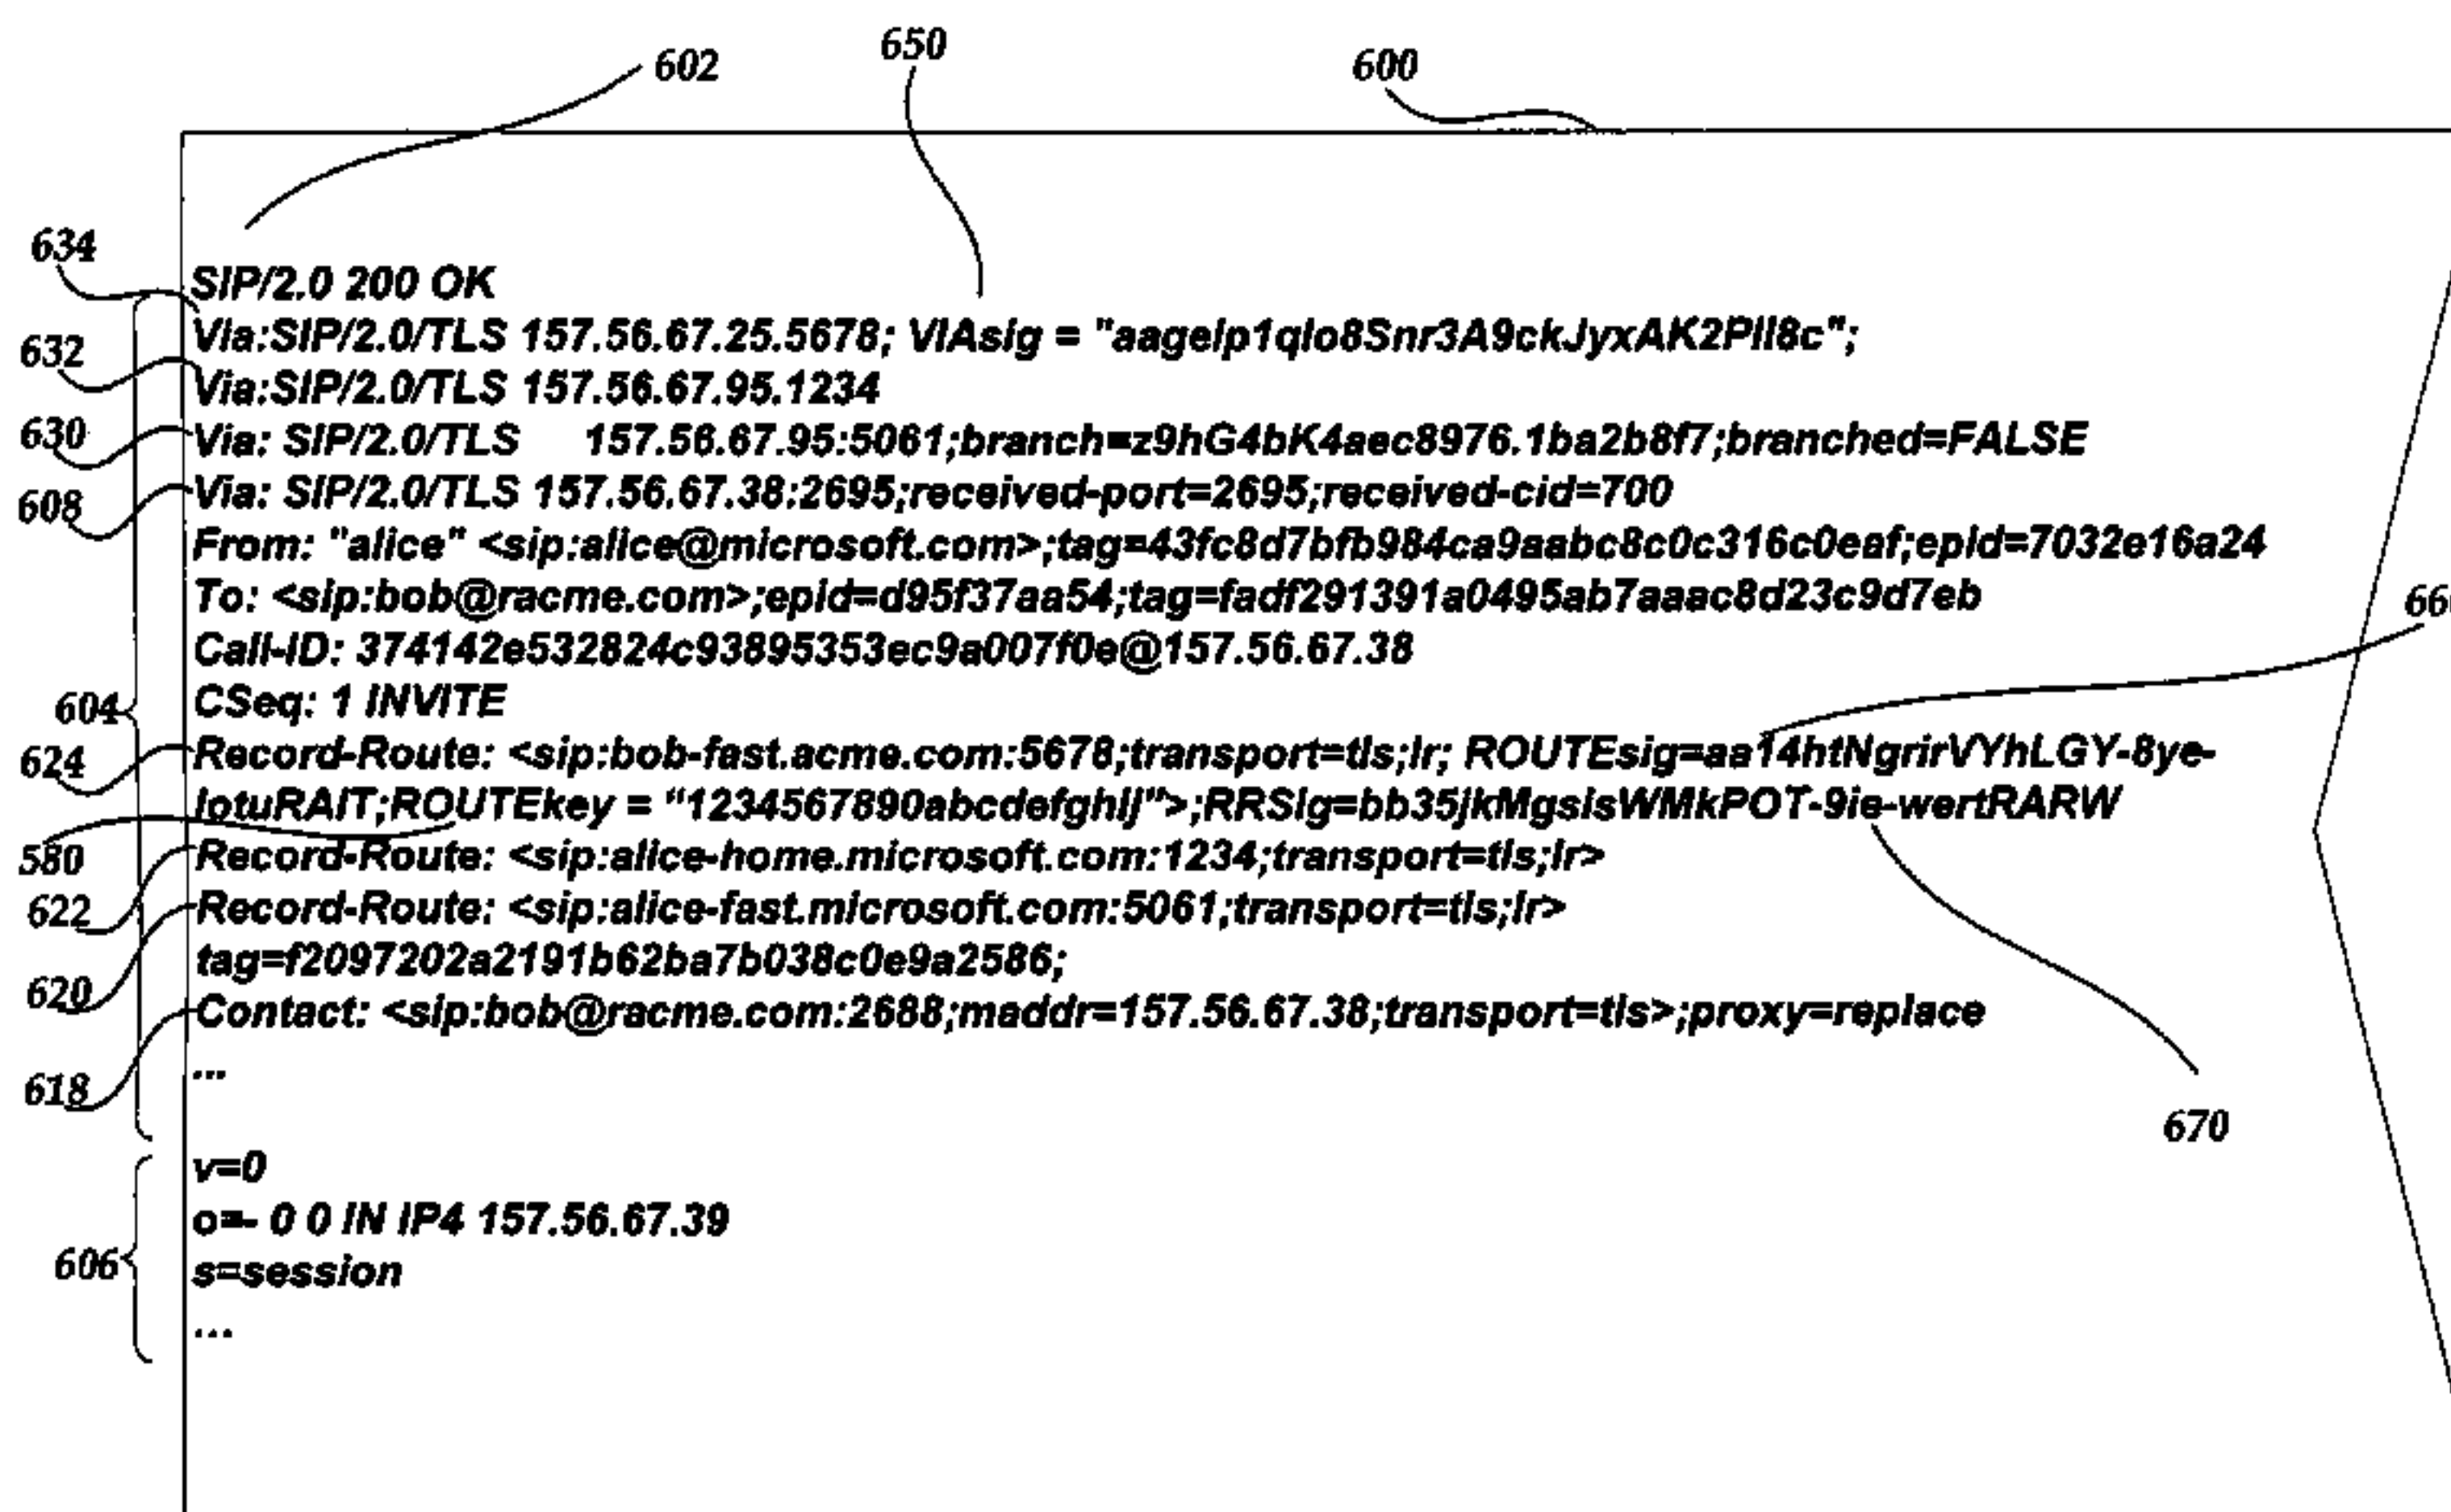 602
650
600
634
SIP/2.0 200 OK
Via:SIP/2.0/TLS 157.56.67.25.5678; VIAsig = "aagelp1qlo8Snr3A9ckJyxAK2PlI8c";
632
Via:SIP/2.0/TLS 157.56.67.95.1234
630
Via: SIP/2.0/TLS 157.56.67.95:5061;branch=z9hG4bK4aec8976.1ba2b8f7;branched=FALSE
608
Via: SIP/2.0/TLS 157.56.67.38:2695;received-port=2695;received-cid=700
From: "alice" <sip:alice@microsoft.com>;tag=43fc8d7bfb984ca9aabc8c0c316c0eaf;epid=7032e16a24
To: <sip:bob@racme.com>;epid=d95f37aa54;tag=fadf291391a0495ab7aaac8d23c9d7eb
660
Call-ID: 374142e532824c93895353ec9a007f0e@157.56.67.38
604
CSeq: 1 INVITE
624
Record-Route: <sip:bob-fast.acme.com:5678;transport=tls;lr; ROUTEsig=aa14htNgrirVYhLGY-8ye-
lotuRAIT;ROUTEkey = "1234567890abcdefghij">;RRSig=bb35jkMgsisWMkPOT-9ie-wertRARW
580
Record-Route: <sip:alice-home.microsoft.com:1234;transport=tls;lr>
622
Record-Route: <sip:alice-fast.microsoft.com:5061;transport=tls;lr>
tag=f2097202a2191b62ba7b038c0e9a2586;
620
Contact: <sip:bob@racme.com:2688;maddr=157.56.67.38;transport=tls>;proxy=replace
618
...
670
v=0
o=- 0 0 IN IP4 157.56.67.39
606
s=session
...